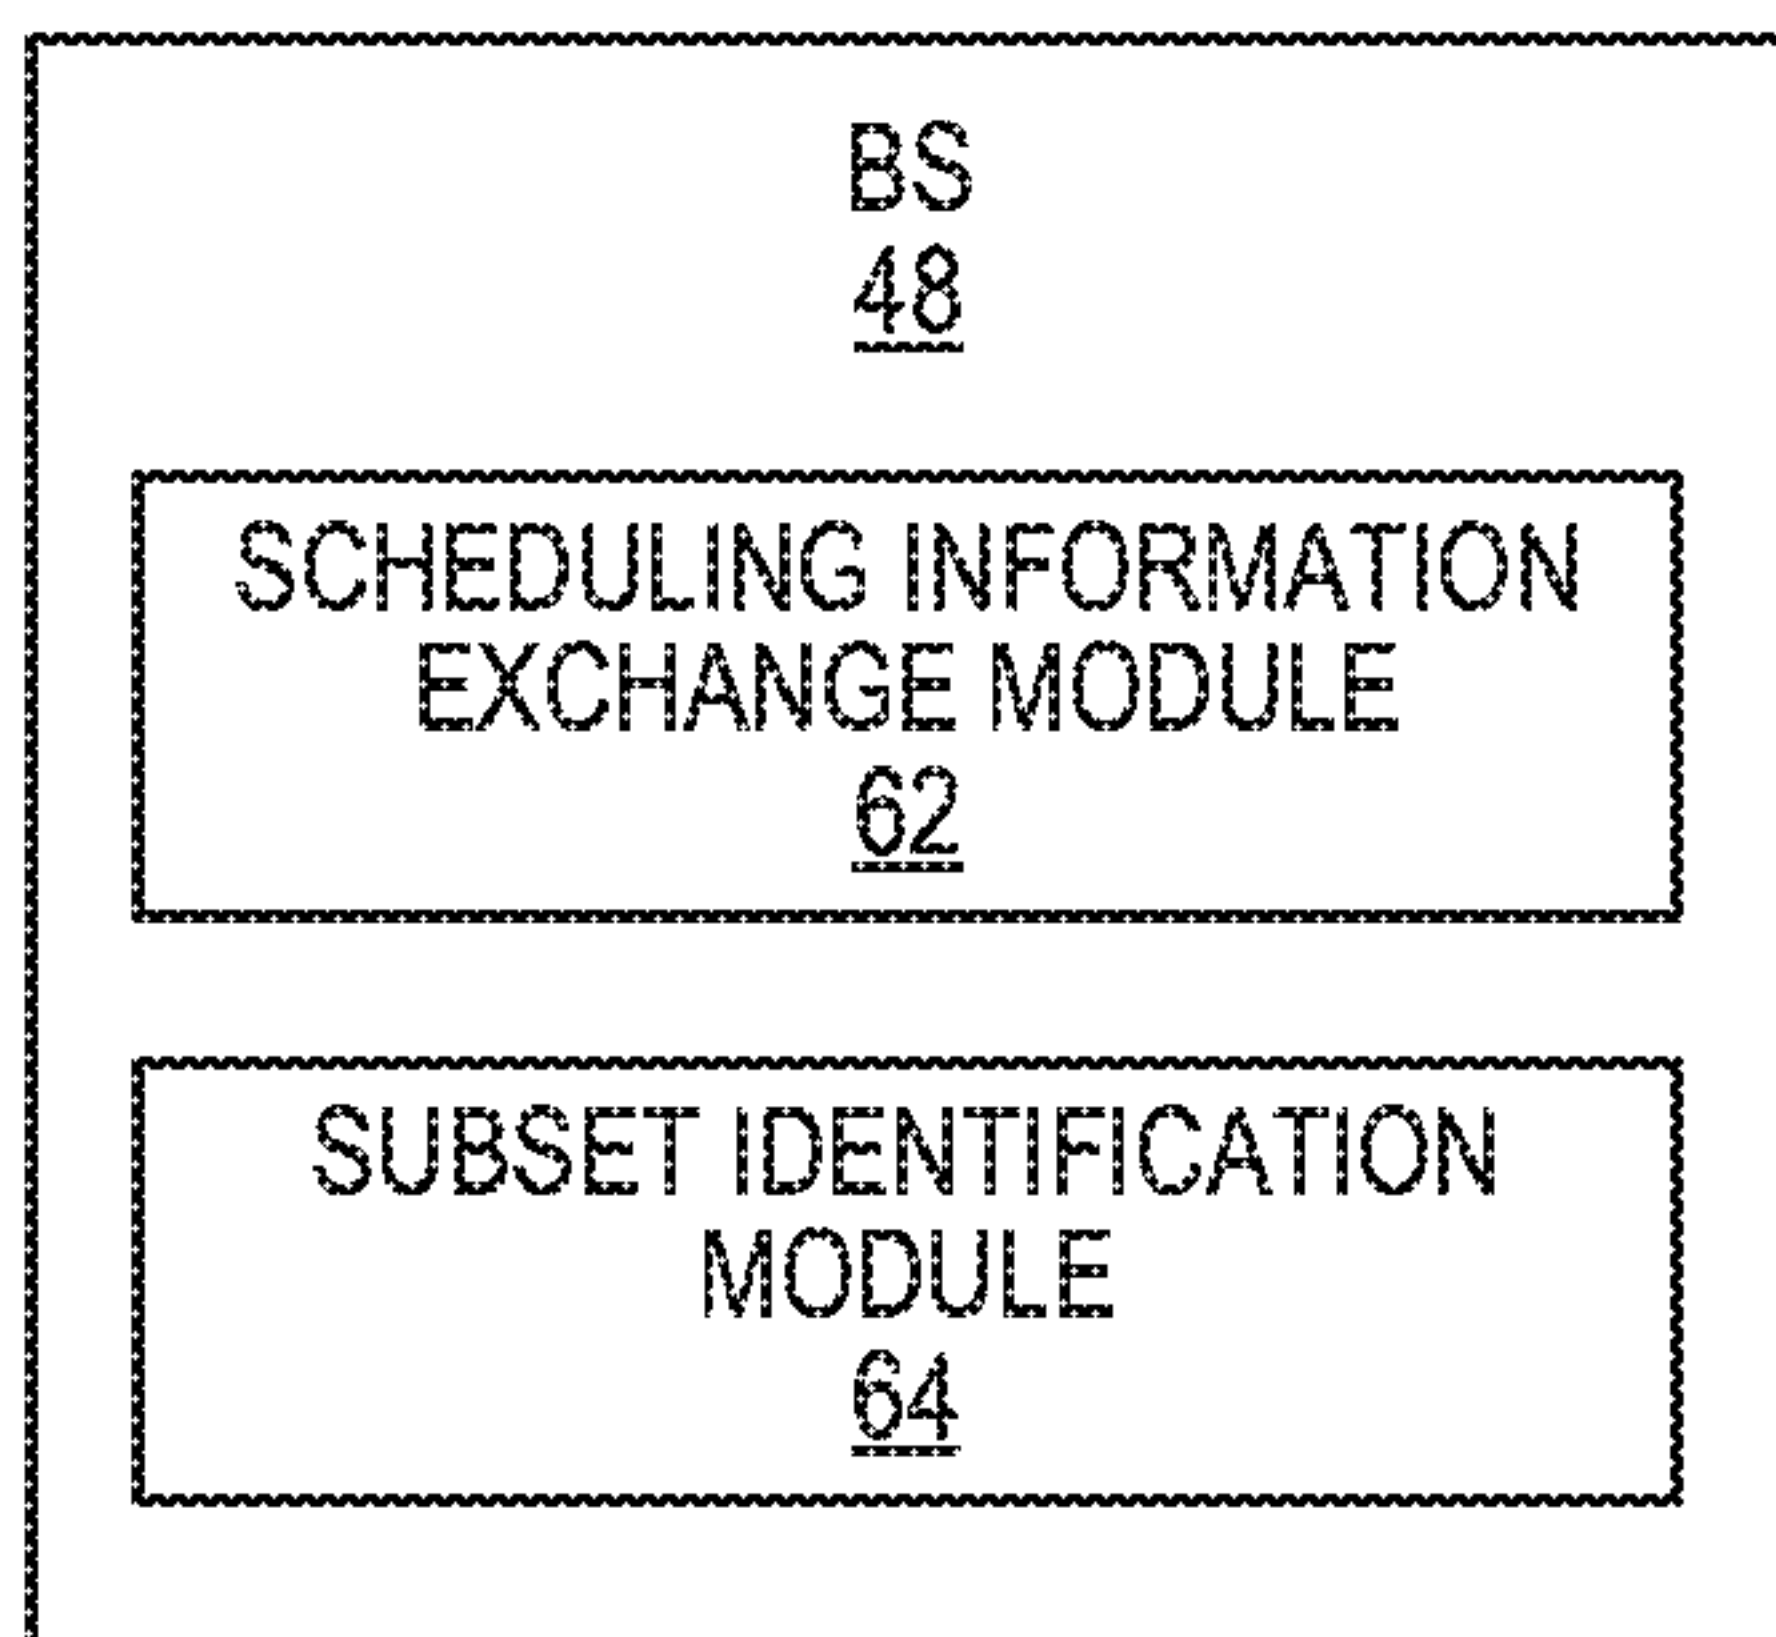 BS
48
SCHEDULING INFORMATION
EXCHANGE MODULE
62
SUBSET IDENTIFICATION
MODULE
64